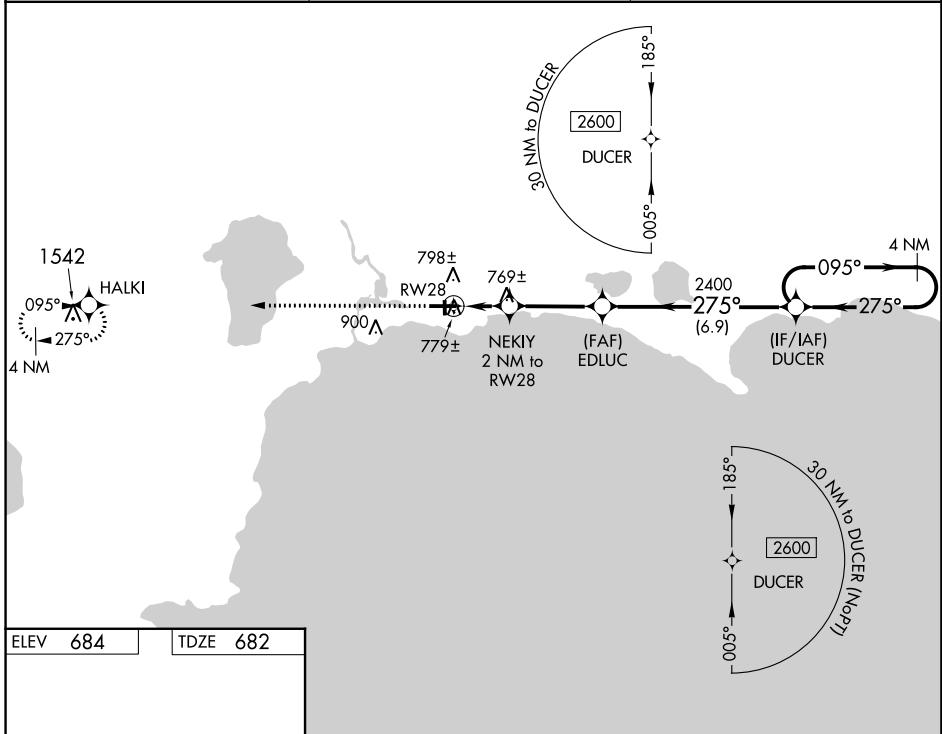 185°
30 NM to DUCER
2600
DUCER
005°
4 NM
1542
HALKI
095°
275°
4 NM
798±
RW28
900
779±
769±
NEKIY
2 NM to
RW28
(FAF)
EDLUC
2400
275°
(6.9)
095°
275°
(IF/IAF)
DUCER
185°
30 NM to DUCER (NoPT)
2600
DUCER
005°
ELEV 684
TDZE 682